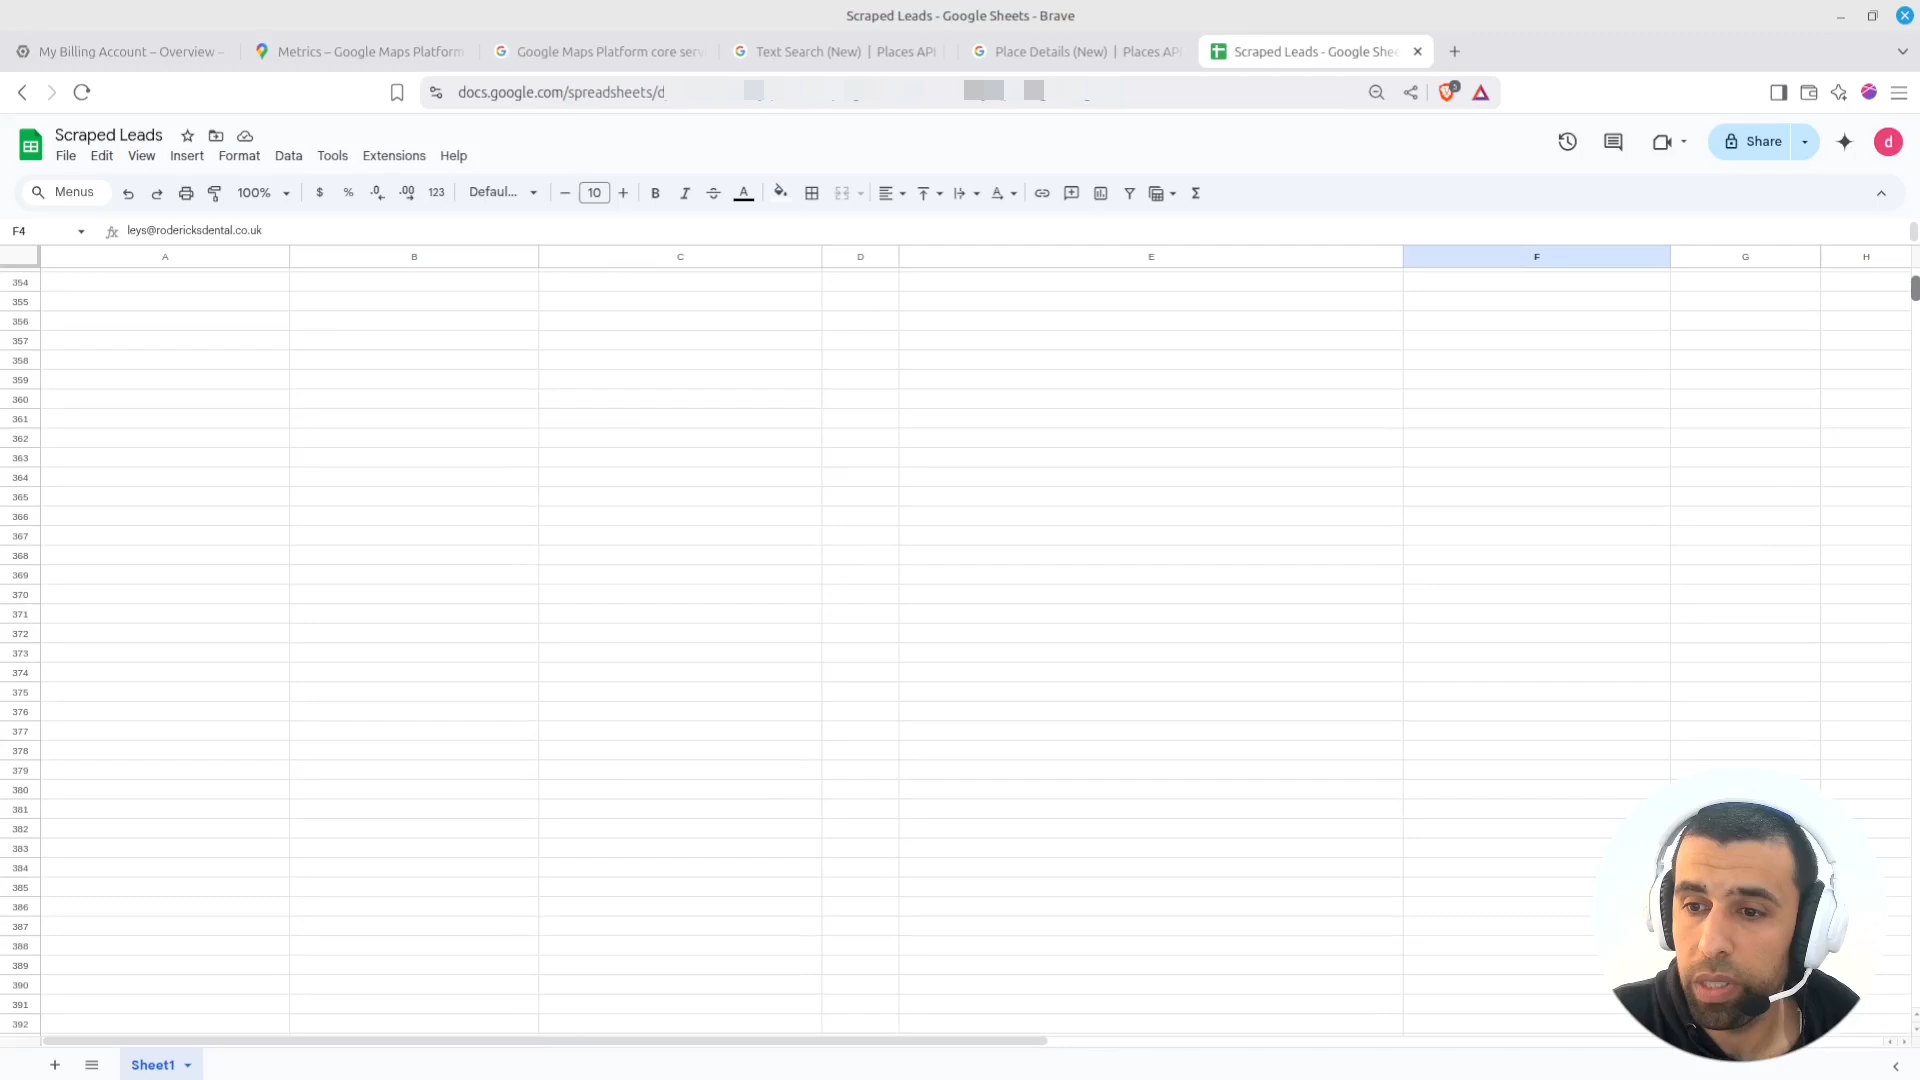 Scraped Leads - Google Sheets - Brave
My Billing Account – Overview –
Metrics – Google Maps Platform
Google Maps Platform core serv
Text Search (New) | Places API
Place Details (New) | Places AP
Scraped Leads - Google She
docs.google.com/spreadsheets/d
Scraped Leads
File Edit View Insert Format Data Tools Extensions Help
Share
d
Menus
100%
$ % .0 .00 123
Defaul...
10
B I A
F4
fx leys@rodericksdental.co.uk
A B C D E F G H
354
355
356
357
358
359
360
361
362
363
364
365
366
367
368
369
370
371
372
373
374
375
376
377
378
379
380
381
382
383
384
385
386
387
388
389
390
391
392
Sheet1